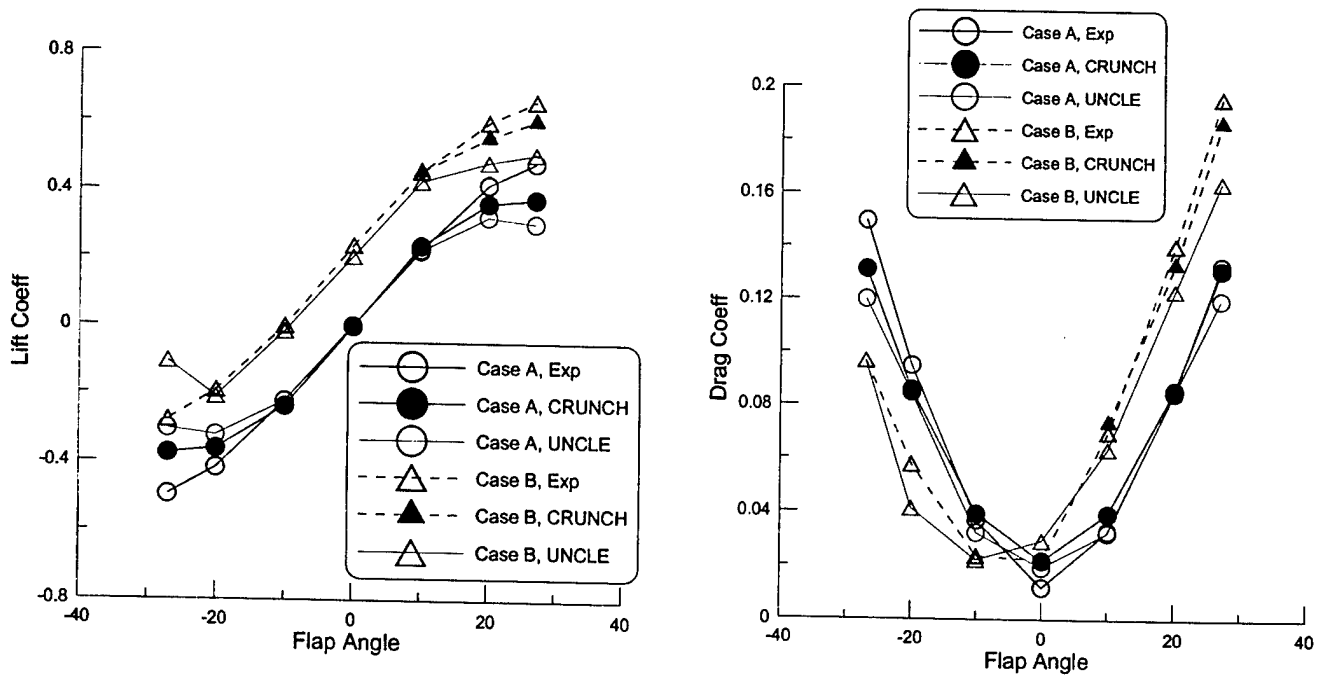 0.8
0.4
0
-0.4
-0.8
Lift Coeff
-40
-20
0
20
40
Flap Angle
Case A, Exp
Case A, CRUNCH
Case A, UNCLE
Case B, Exp
Case B, CRUNCH
Case B, UNCLE
Case A, Exp
Case A, CRUNCH
Case A, UNCLE
Case B, Exp
Case B, CRUNCH
Case B, UNCLE
0.2
0.16
0.12
0.08
0.04
0
Drag Coeff
-40
-20
0
20
40
Flap Angle